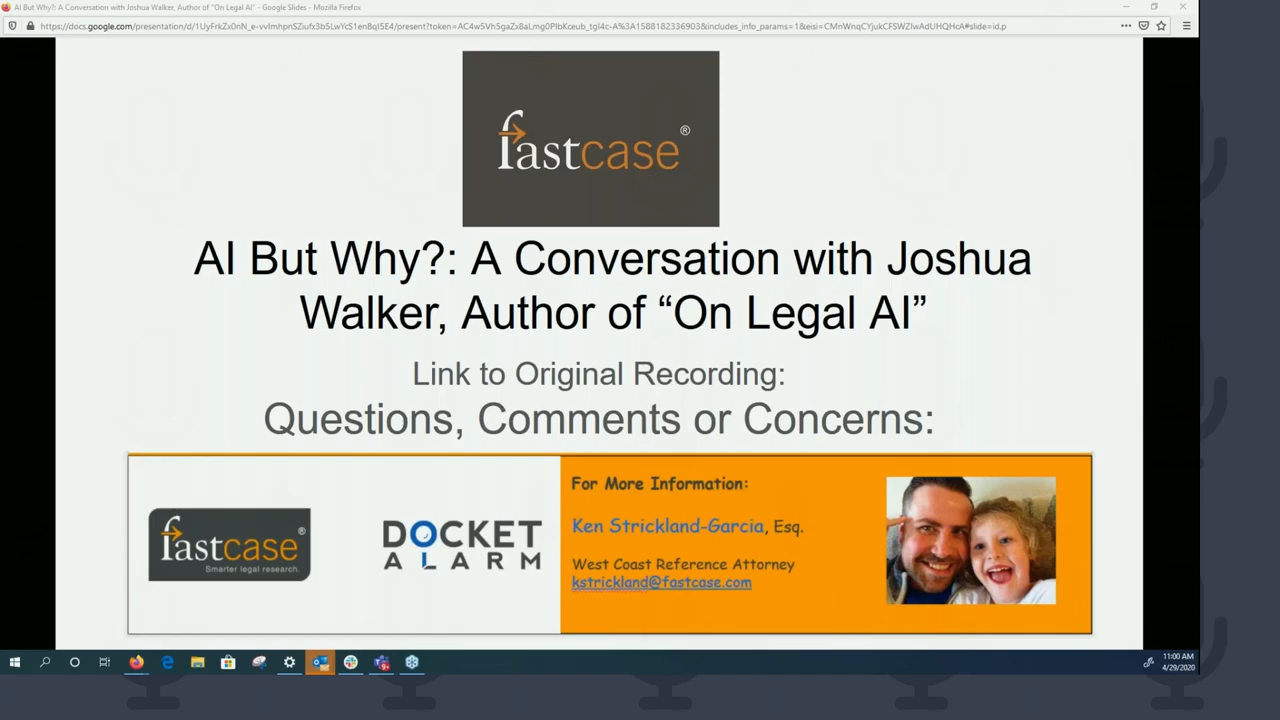 AI But Why?: A Conversation with Joshua Walker, Author of "On Legal AI" - Google Slides - Mozilla Firefox
fastcase®
AI But Why?: A Conversation with Joshua
Walker, Author of “On Legal AI”
Link to Original Recording:
Questions, Comments or Concerns:
fastcase®
Smarter legal research.
DOCKET
ALARM
For More Information:
Ken Strickland-Garcia, Esq.
West Coast Reference Attorney
kstrickland@fastcase.com
11:00 AM
4/29/2020